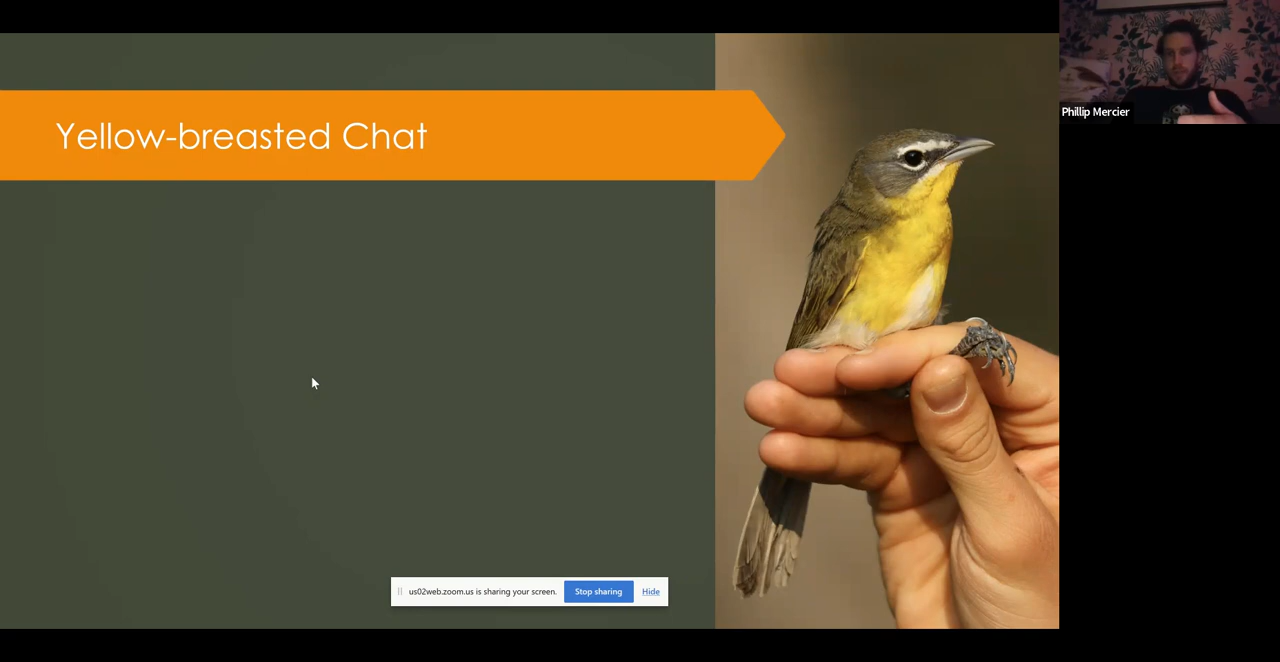 Yellow-breasted Chat
Phillip Mercier
us02web.zoom.us is sharing your screen.
Stop sharing
Hide